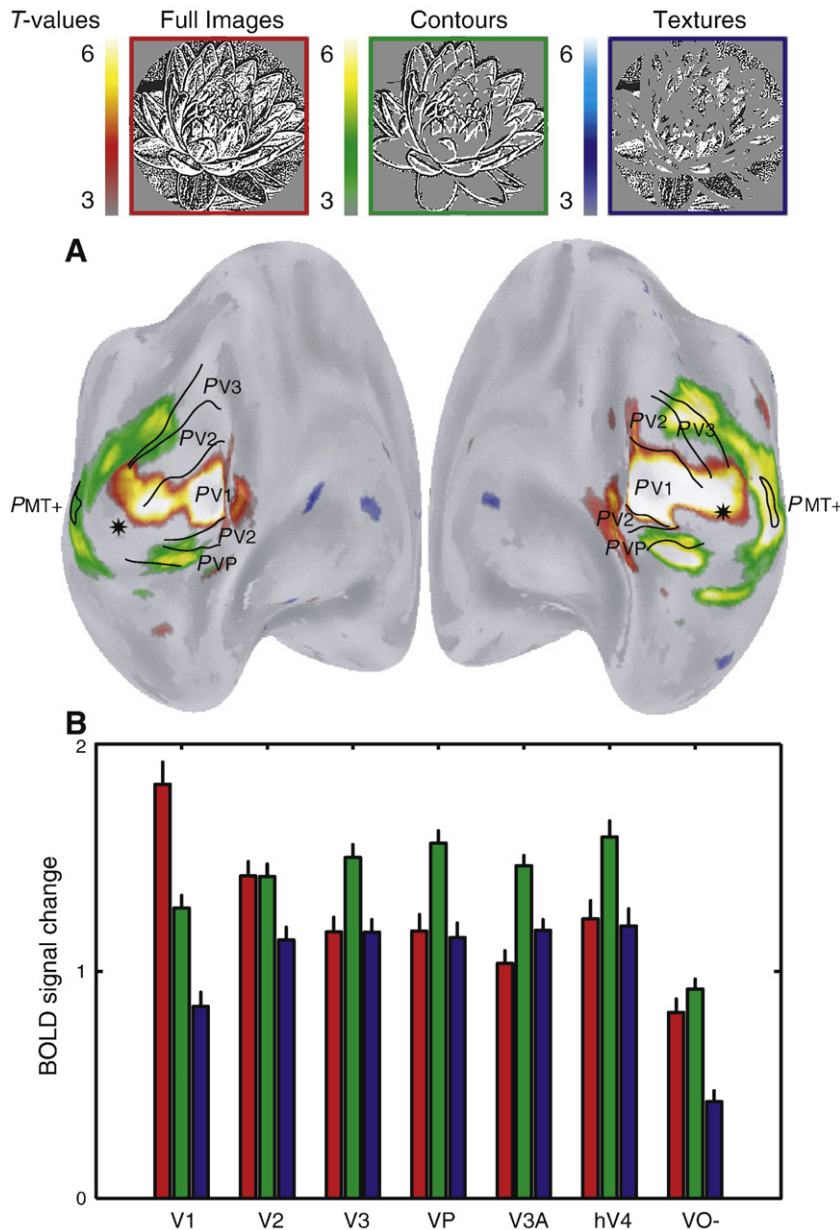 T-values Full Images Contours Textures
6 6 6
3 3 3
A
PV3 PV2 PV3
PV2
PV1 PV1
PMT+ PMT+
PV2 PV2
PVP PVP
B
2
BOLD signal change
1
0
V1 V2 V3 VP V3A hV4 VO-